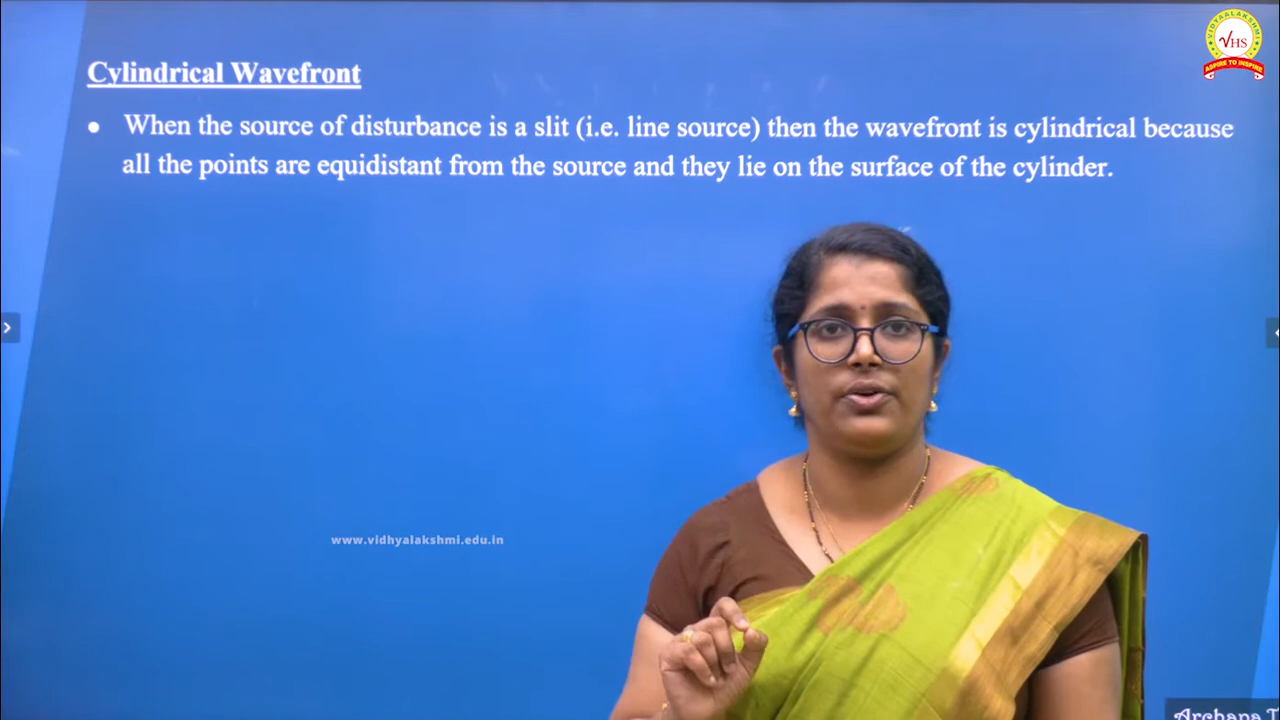 Cylindrical Wavefront
● When the source of disturbance is a slit (i.e. line source) then the wavefront is cylindrical because
all the points are equidistant from the source and they lie on the surface of the cylinder.
VIDYAALAKSHMI
VHS
ASPIRE TO INSPIRE
www.vidhyalakshmi.edu.in
Archana